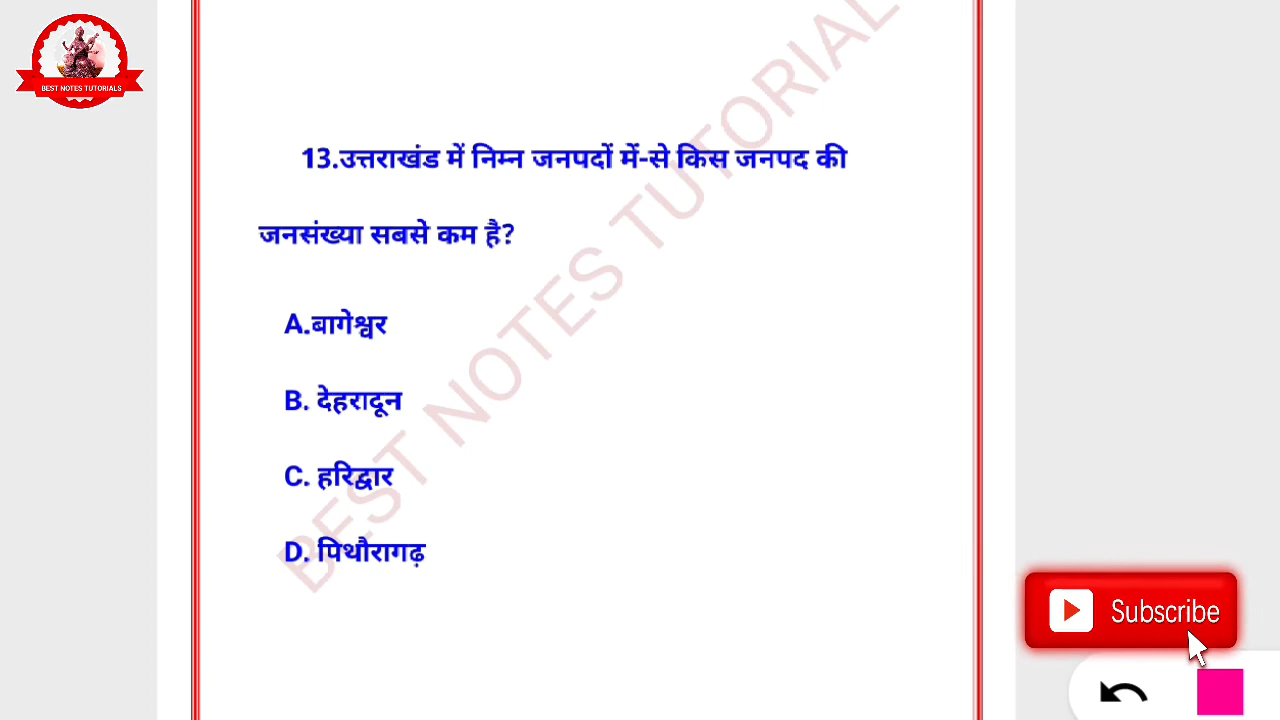 BEST NOTES TUTORIALS
13.उत्तराखंड में निम्न जनपदों में-से किस जनपद की
जनसंख्या सबसे कम है?
A.बागेश्वर
B. देहरादून
C. हरिद्वार
D. पिथौरागढ़
BEST NOTES TUTORIAL
Subscribe